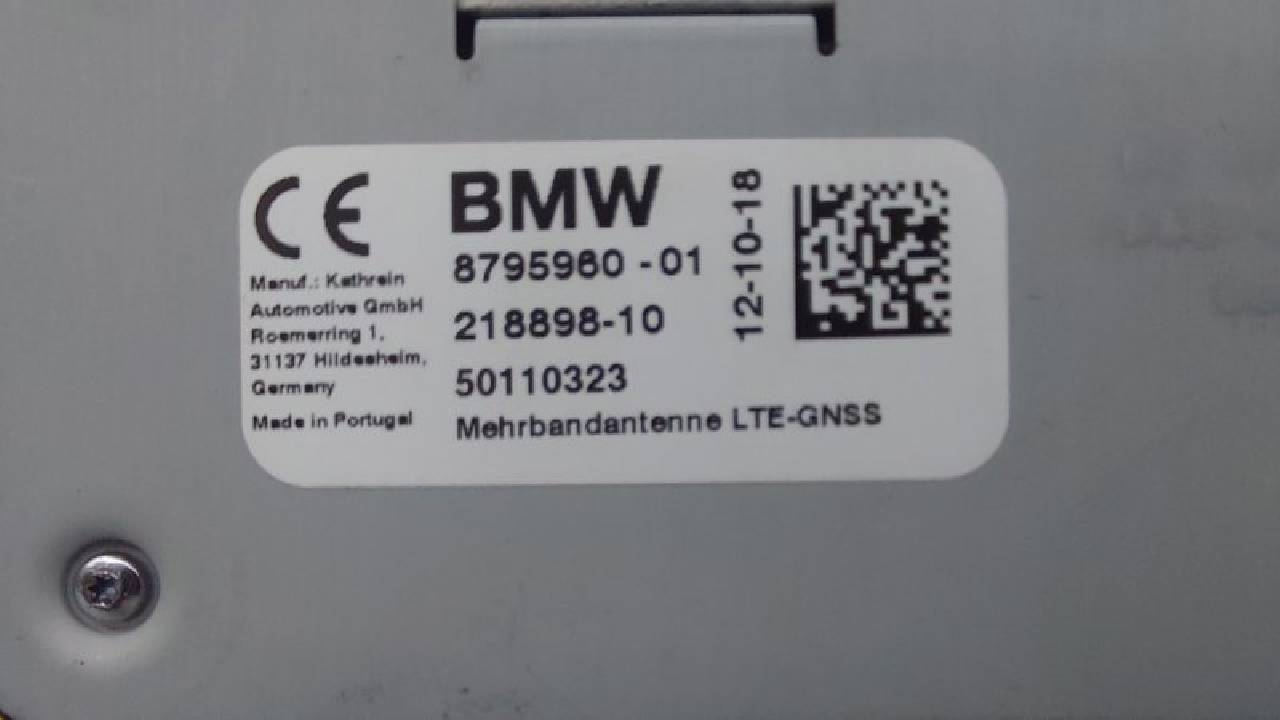 CE
Manuf.: Kathrein
Automotive GmbH
Roemerring 1,
31137 Hildesheim,
Germany
Made in Portugal
BMW
8795980 - 01
218898-10
50110323
Mehrbandantenne LTE-GNSS
12-10-18